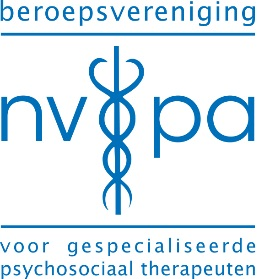 beroepsvereniging
nvpa
voor gespecialiseerde
psychosociaal therapeuten